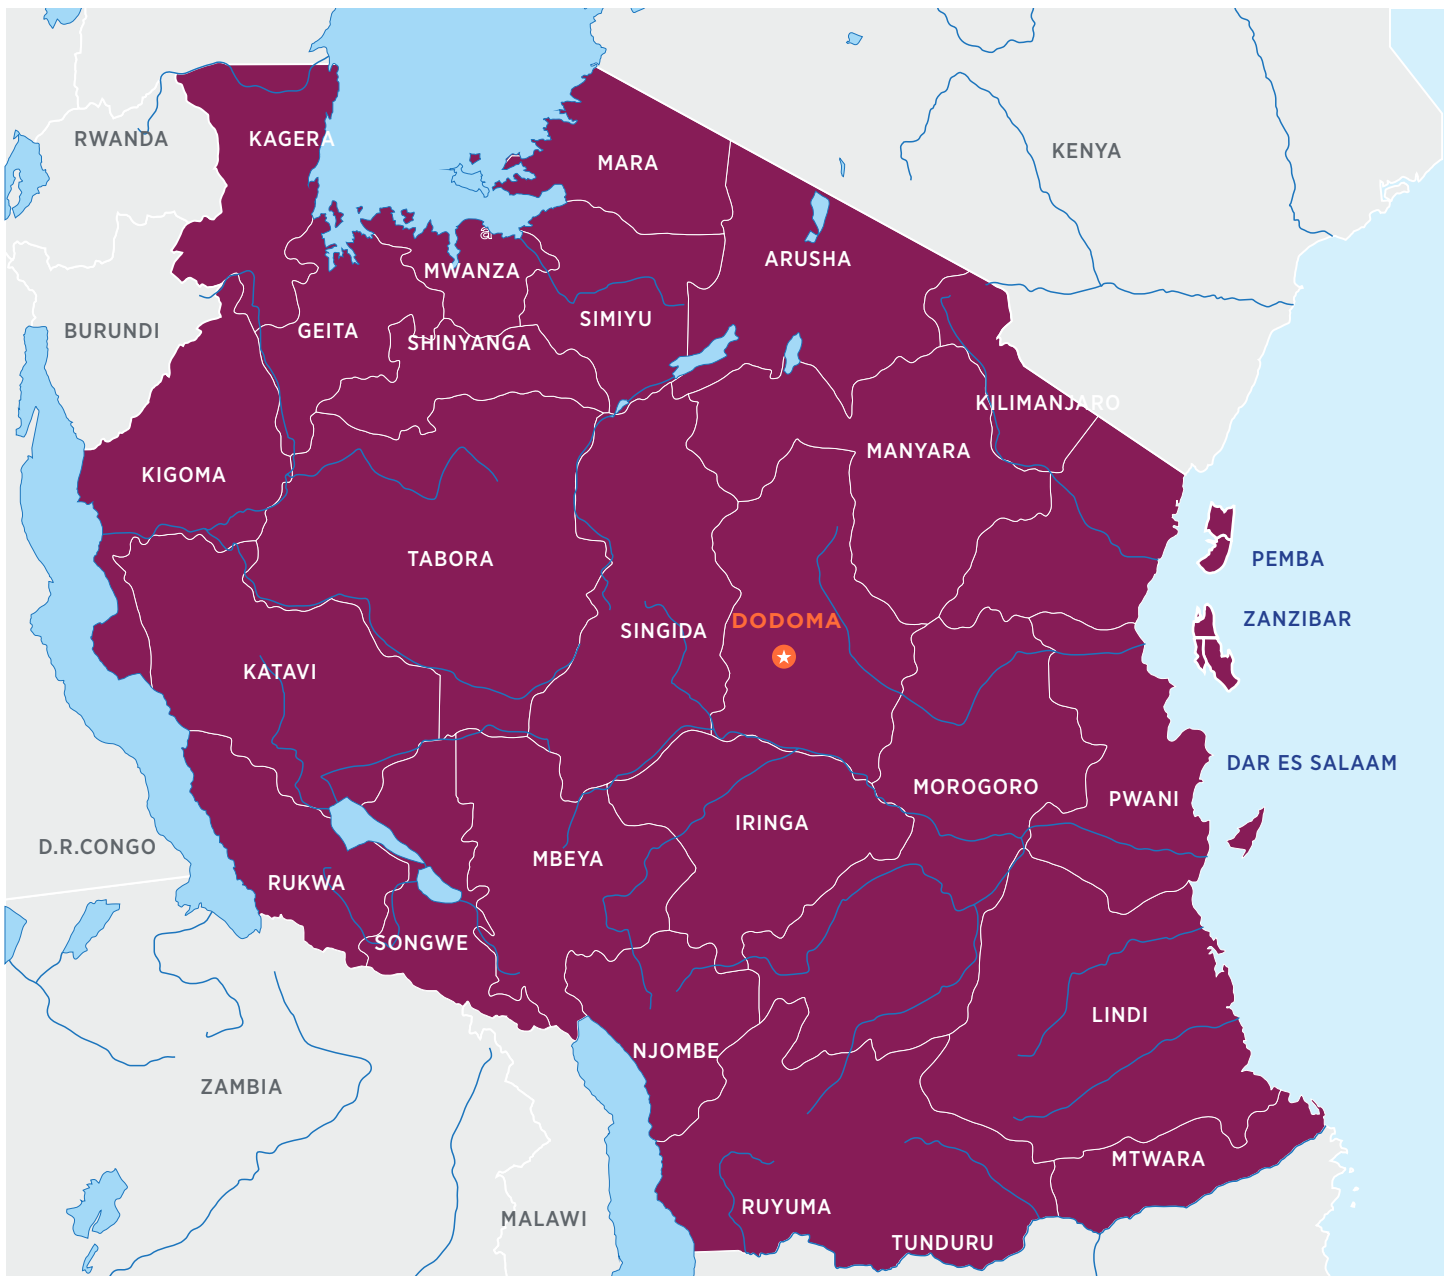 RWANDA
KAGERA
KENYA
MARA
a
ARUSHA
MWANZA
SIMIYU
BURUNDI
GEITA
SHINYANGA
KILIMANJARO
MANYARA
KIGOMA
TABORA
PEMBA
ZANZIBAR
DODOMA
SINGIDA
KATAVI
DAR ES SALAAM
MOROGORO
PWANI
IRINGA
D.R.CONGO
MBEYA
RUKWA
SONGWE
LINDI
NJOMBE
ZAMBIA
MTWARA
RUYUMA
MALAWI
TUNDURU